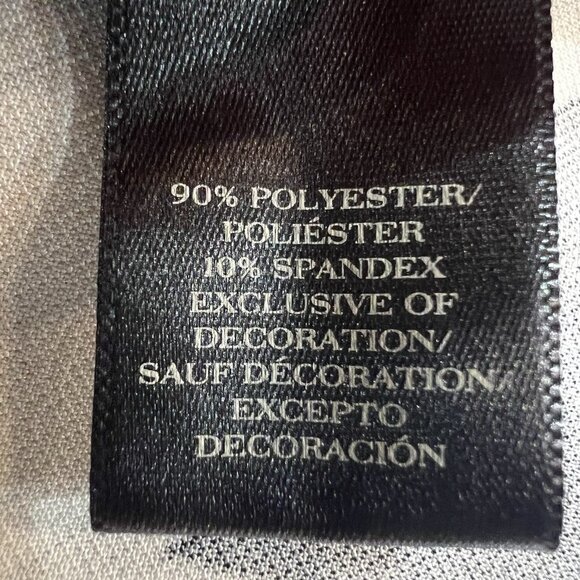 90% POLYESTER/
POLIÉSTER
10% SPANDEX
EXCLUSIVE OF
DECORATION/
SAUF DÉCORATION/
EXCEPTO
DECORACIÓN